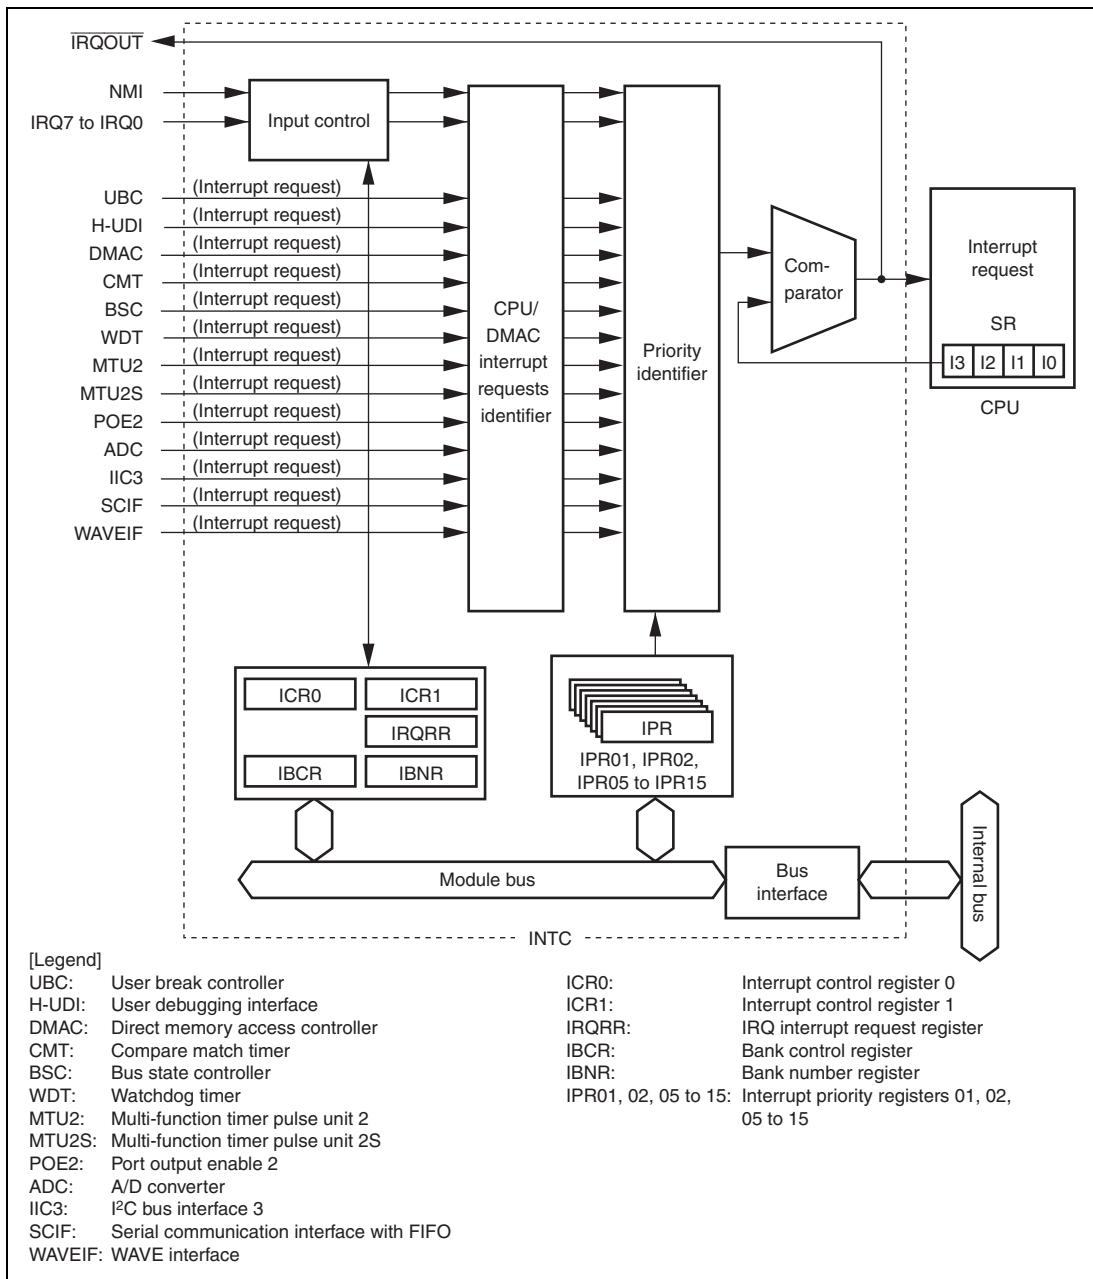 IRQOUT
NMI
IRQ7 to IRQ0
Input control
UBC (Interrupt request)
H-UDI (Interrupt request)
DMAC (Interrupt request)
CMT (Interrupt request)
BSC (Interrupt request)
WDT (Interrupt request)
MTU2 (Interrupt request)
MTU2S (Interrupt request)
POE2 (Interrupt request)
ADC (Interrupt request)
IIC3 (Interrupt request)
SCIF (Interrupt request)
WAVEIF (Interrupt request)
CPU/
DMAC
interrupt
requests
identifier
Priority
identifier
Com-
parator
Interrupt
request
SR
I3 I2 I1 I0
CPU
ICR0 ICR1
IRQRR
IBCR IBNR
IPR
IPR01, IPR02,
IPR05 to IPR15
Module bus
Bus
interface
Internal bus
INTC
[Legend]
UBC: User break controller
H-UDI: User debugging interface
DMAC: Direct memory access controller
CMT: Compare match timer
BSC: Bus state controller
WDT: Watchdog timer
MTU2: Multi-function timer pulse unit 2
MTU2S: Multi-function timer pulse unit 2S
POE2: Port output enable 2
ADC: A/D converter
IIC3: I²C bus interface 3
SCIF: Serial communication interface with FIFO
WAVEIF: WAVE interface
ICR0: Interrupt control register 0
ICR1: Interrupt control register 1
IRQRR: IRQ interrupt request register
IBCR: Bank control register
IBNR: Bank number register
IPR01, 02, 05 to 15: Interrupt priority registers 01, 02,
05 to 15